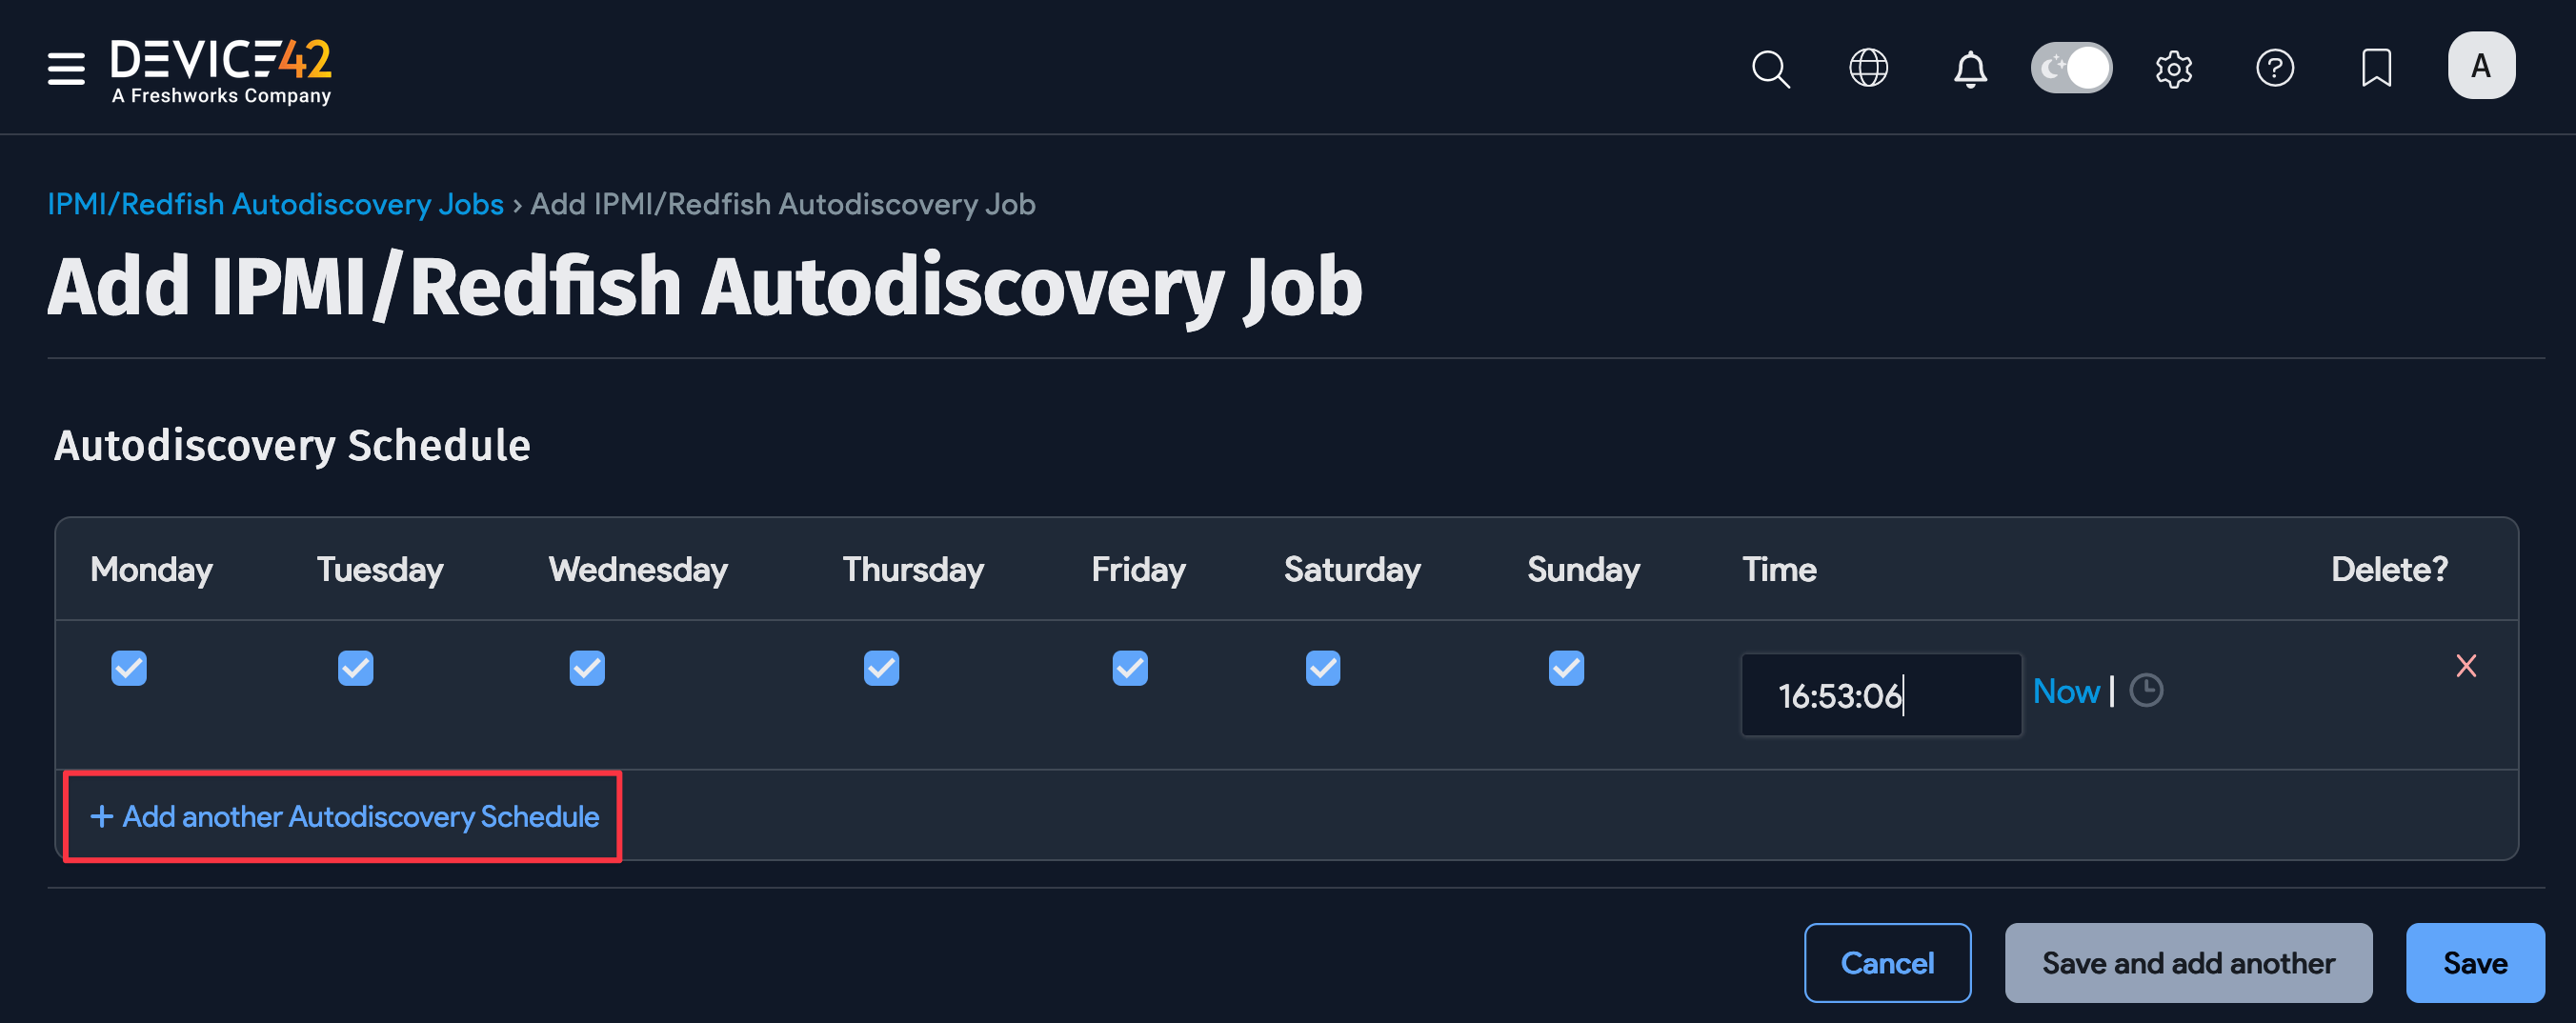 DEVICE42
A Freshworks Company
A
IPMI/Redfish Autodiscovery Jobs › Add IPMI/Redfish Autodiscovery Job
Add IPMI/Redfish Autodiscovery Job
Autodiscovery Schedule
Monday Tuesday Wednesday Thursday Friday Saturday Sunday Time Delete?
16:53:06 Now |
+ Add another Autodiscovery Schedule
Cancel Save and add another Save